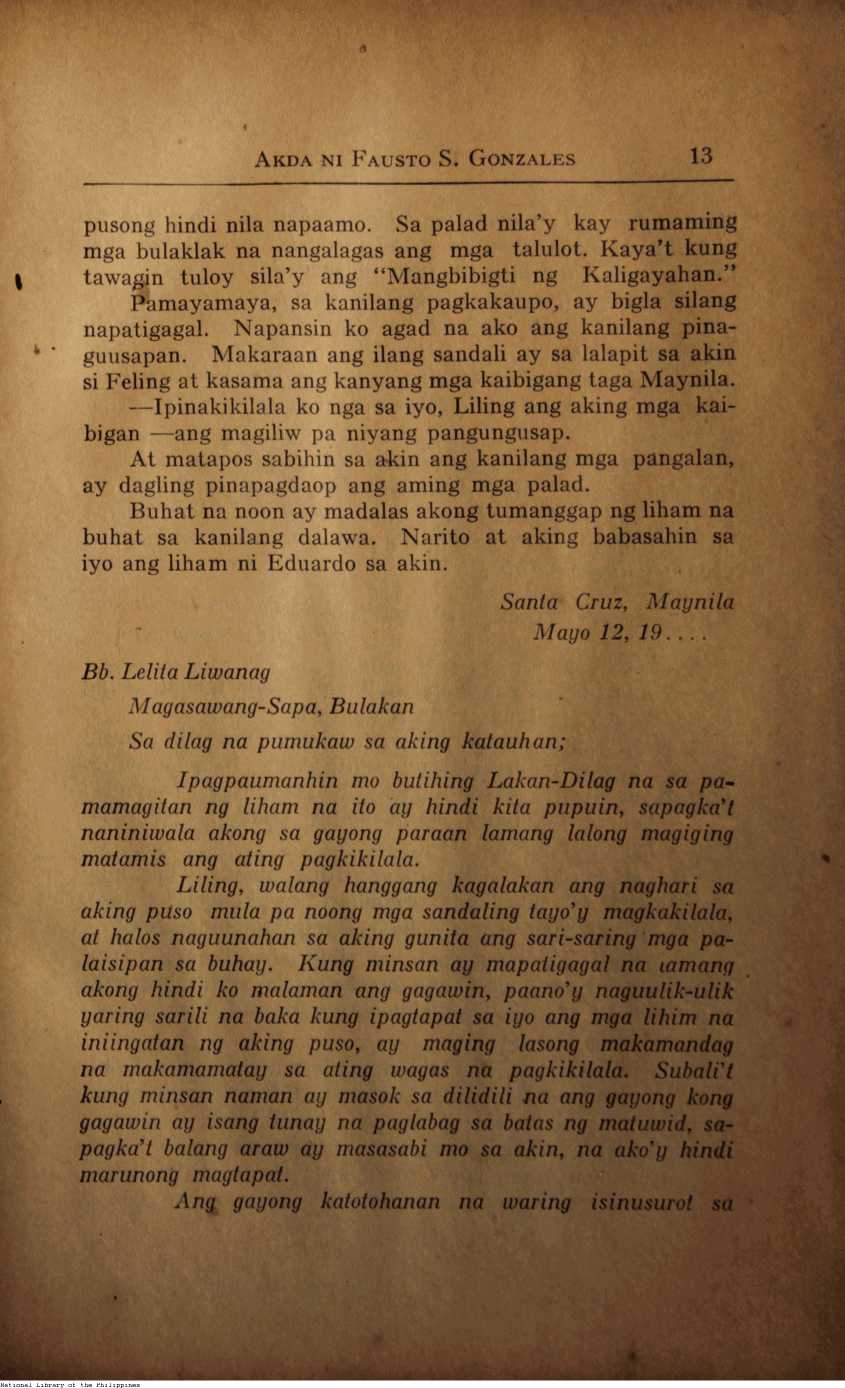 AKDA NI FAUSTO S. GONZALES 13
pusong hindi nila napaamo. Sa palad nila'y kay rumaming
mga bulaklak na nangalagas ang mga talulot. Kaya't kung
tawagin tuloy sila'y ang “Mangbibigti ng Kaligayahan.”
Pamayamaya, sa kanilang pagkakaupo, ay bigla silang
napatigagal. Napansin ko agad na ako ang kanilang pina-
guusapan. Makaraan ang ilang sandali ay sa lalapit sa akin
si Feling at kasama ang kanyang mga kaibigang taga Maynila.
—Ipinakikilala ko nga sa iyo, Liling ang aking mga kai-
bigan —ang magiliw pa niyang pangungusap.
At matapos sabihin sa akin ang kanilang mga pangalan,
ay dagling pinapagdaop ang aming mga palad.
Buhat na noon ay madalas akong tumanggap ng liham na
buhat sa kanilang dalawa. Narito at aking babasahin sa
iyo ang liham ni Eduardo sa akin.
Santa Cruz, Maynila
Mayo 12, 19....
Bb. Lelita Liwanag
Magasawang-Sapa, Bulakan
Sa dilag na pumukaw sa aking katauhan;
Ipagpaumanhin mo butihing Lakan-Dilag na sa pa-
mamagitan ng liham na ito ay hindi kita pupuin, sapagka't
naniniwala akong sa gayong paraan lamang lalong magiging
matamis ang ating pagkikilala.
Liling, walang hanggang kagalakan ang naghari sa
aking puso mula pa noong mga sandaling tayo'y magkakilala,
at halos naguunahan sa aking gunita ang sari-saring mga pa-
laisipan sa buhay. Kung minsan ay mapatigagal na lamang
akong hindi ko malaman ang gagawin, paano'y naguulik-ulik
yaring sarili na baka kung ipagtapat sa iyo ang mga lihim na
iniingatan ng aking puso, ay maging lasong makamandag
na makamamatay sa ating wagas na pagkikilala. Subali't
kung minsan naman ay masok sa dilidili na ang gayong kong
gagawin ay isang tunay na paglabag sa batas ng matuwid, sa-
pagka't balang araw ay masasabi mo sa akin, na ako'y hindi
marunong magtapat.
Ang gayong katotohanan na waring isinusurot sa
National Library of the Philippines